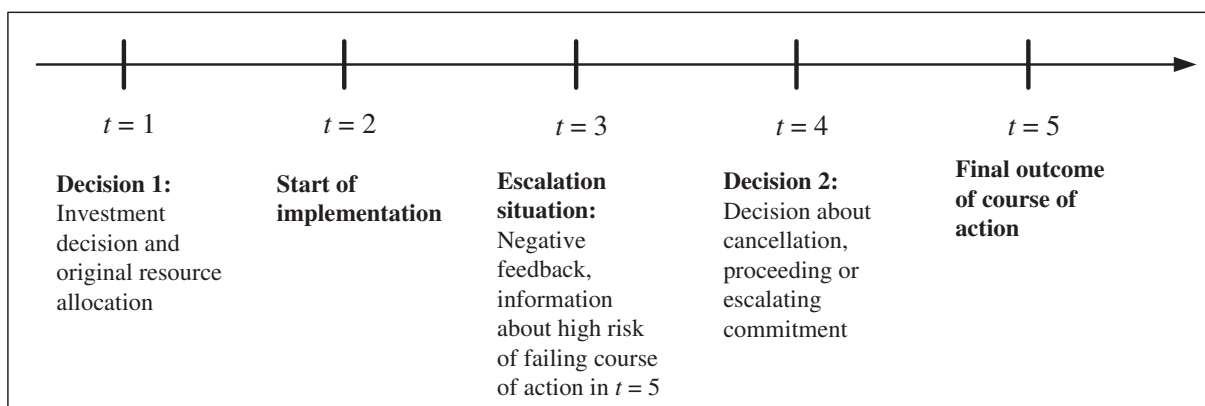 t = 1
t = 2
t = 3
t = 4
t = 5
Decision 1:
Investment
decision and
original resource
allocation
Start of
implementation
Escalation
situation:
Negative
feedback,
information
about high risk
of failing course
of action in t = 5
Decision 2:
Decision about
cancellation,
proceeding or
escalating
commitment
Final outcome
of course of
action